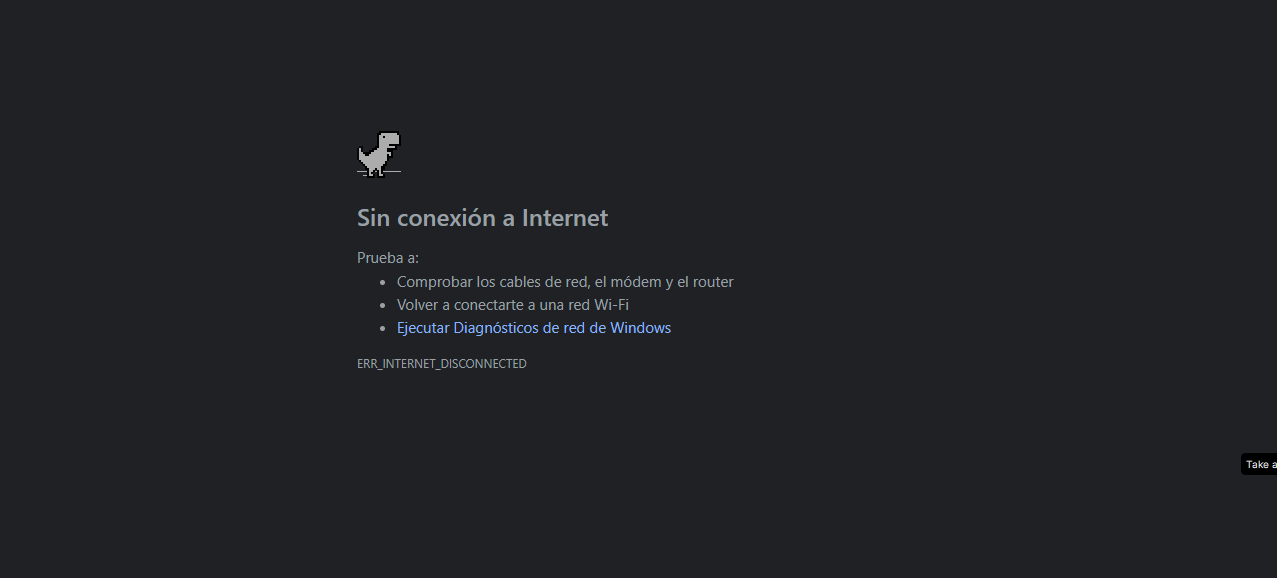 Sin conexión a Internet
Prueba a:
Comprobar los cables de red, el módem y el router
Volver a conectarte a una red Wi-Fi
Ejecutar Diagnósticos de red de Windows
ERR_INTERNET_DISCONNECTED
Take a